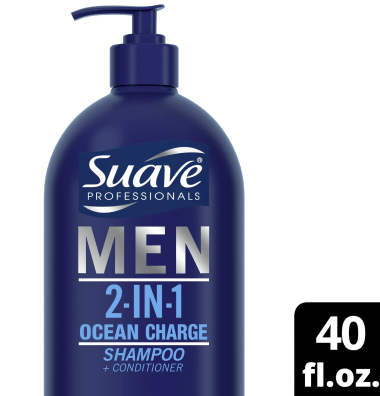 Suave®
PROFESSIONALS
MEN
2-IN-1
OCEAN CHARGE
SHAMPOO
+ CONDITIONER
40
fl.oz.